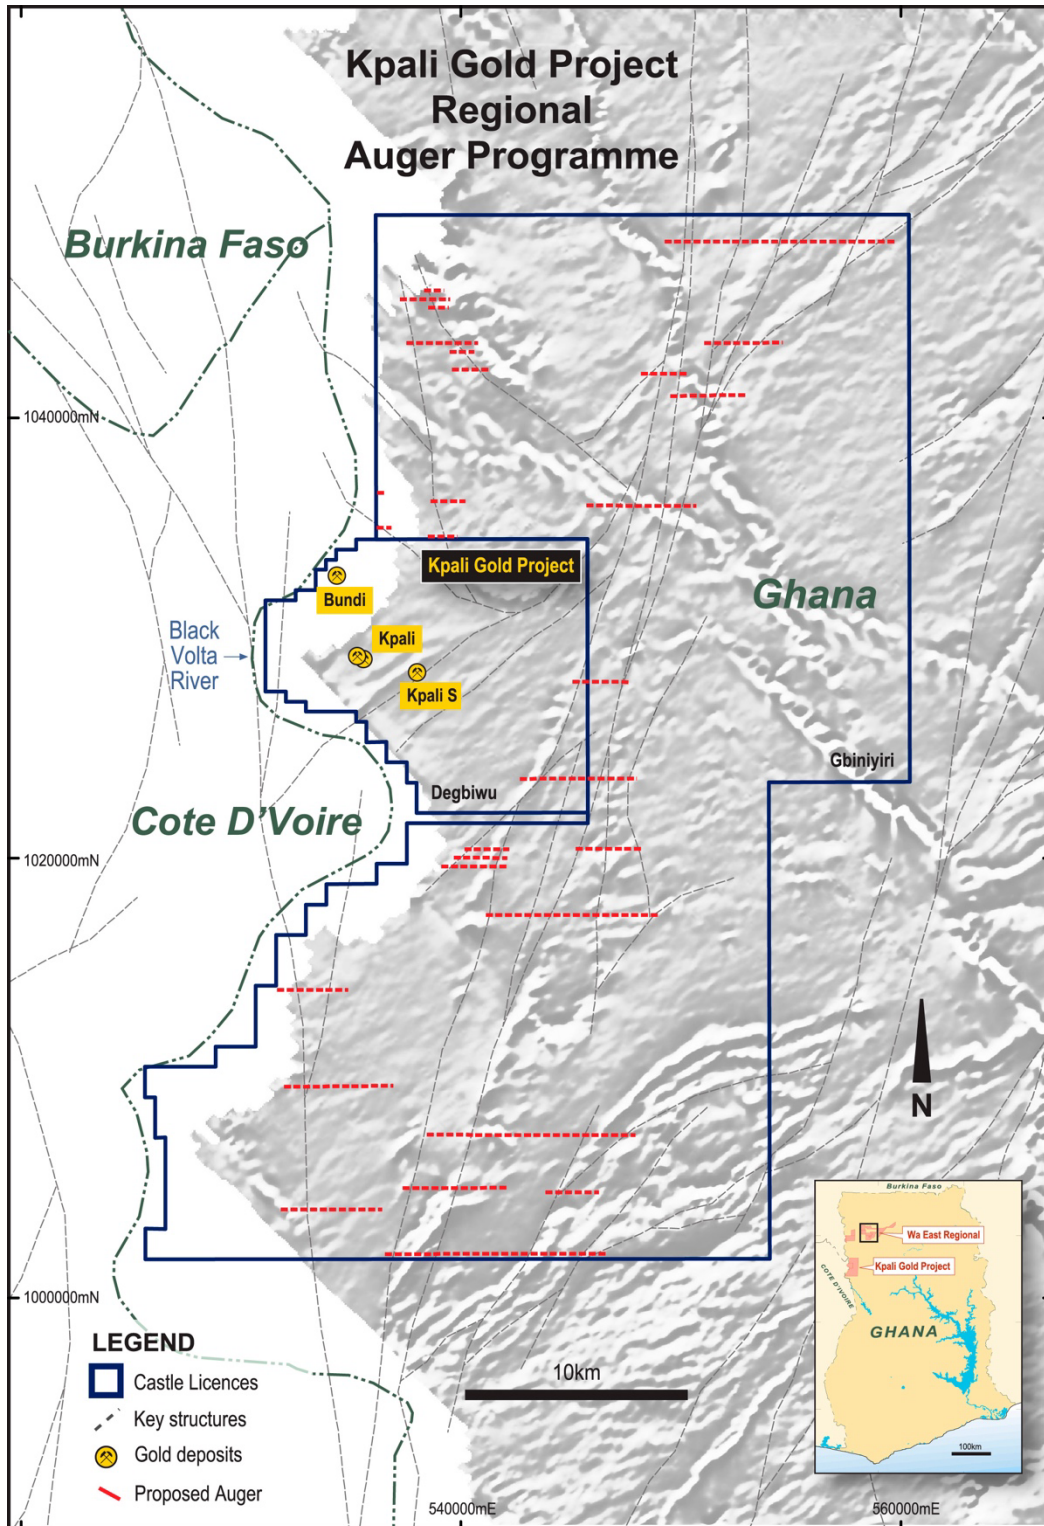 Kpali Gold Project
Regional
Auger Programme
Burkina Faso
1040000mN
Kpali Gold Project
Bundi
Ghana
Black
Volta
River
Kpali
Kpali S
Gbiniyiri
Degbiwu
Cote D'Voire
1020000mN
N
Burkina Faso
Wa East Regional
Kpali Gold Project
COTE D'IVOIRE
GHANA
100km
1000000mN
LEGEND
Castle Licences
Key structures
Gold deposits
Proposed Auger
10km
540000mE
560000mE